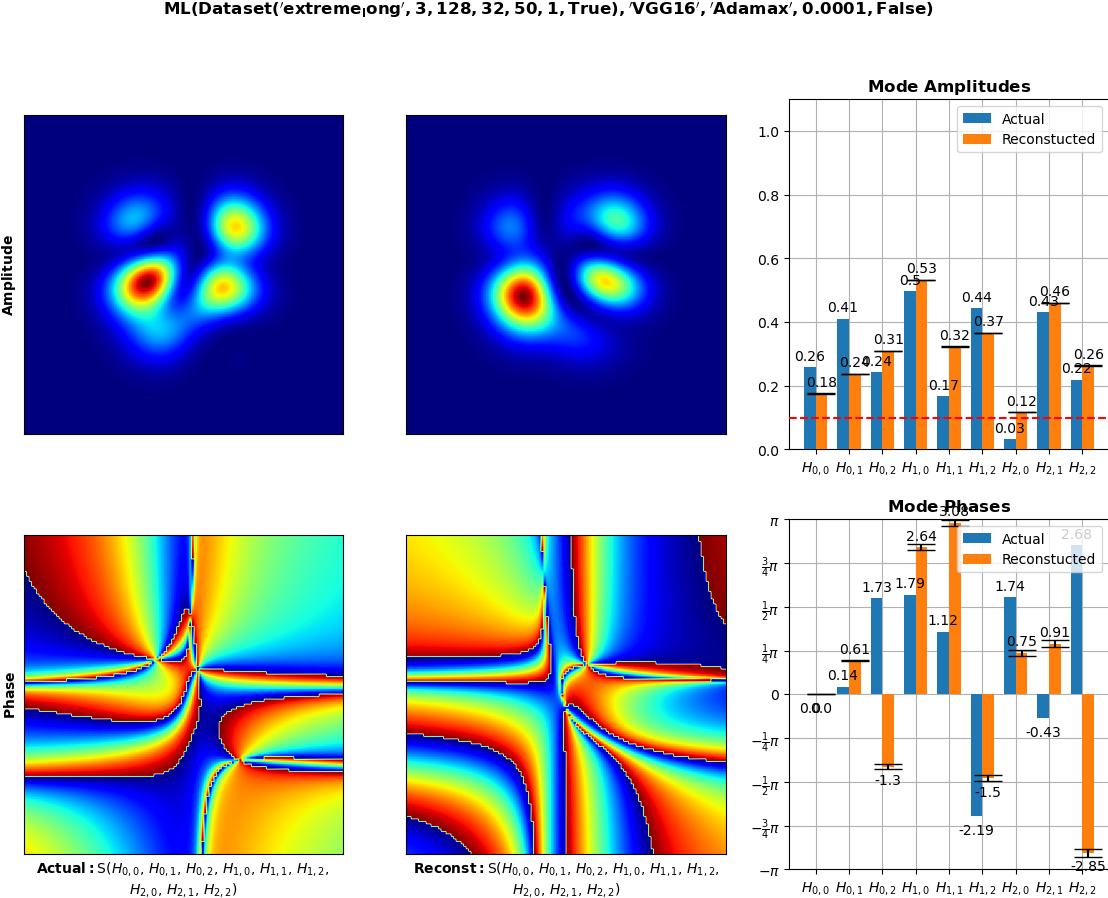 ML(Dataset('extreme_long', 3, 128, 32, 50, 1, True), 'VGG16', 'Adamax', 0.0001, False)
Amplitude
Mode Amplitudes
Actual
Reconstucted
1.0
0.8
0.6
0.4
0.2
0.0
0.26 0.41 0.24 0.5 0.17 0.44 0.03 0.43 0.22
0.18 0.24 0.31 0.53 0.32 0.37 0.12 0.46 0.26
H0,0 H0,1 H0,2 H1,0 H1,1 H1,2 H2,0 H2,1 H2,2
Phase
Actual: S(H0,0, H0,1, H0,2, H1,0, H1,1, H1,2,
H2,0, H2,1, H2,2)
Reconst: S(H0,0, H0,1, H0,2, H1,0, H1,1, H1,2,
H2,0, H2,1, H2,2)
Mode Phases
Actual
Reconstucted
π
3/4π
1/2π
1/4π
0
−1/4π
−1/2π
−3/4π
−π
0.0 0.14 1.73 1.79 1.12 -2.19 1.74 -0.43 2.68
0.0 0.61 -1.3 2.64 3.08 -1.5 0.75 0.91 -2.85
H0,0 H0,1 H0,2 H1,0 H1,1 H1,2 H2,0 H2,1 H2,2